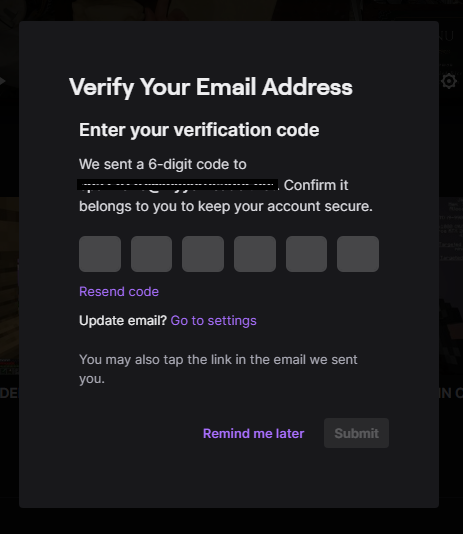 Verify Your Email Address
Enter your verification code
We sent a 6-digit code to
. Confirm it
belongs to you to keep your account secure.
Resend code
Update email? Go to settings
You may also tap the link in the email we sent
you.
Remind me later
Submit